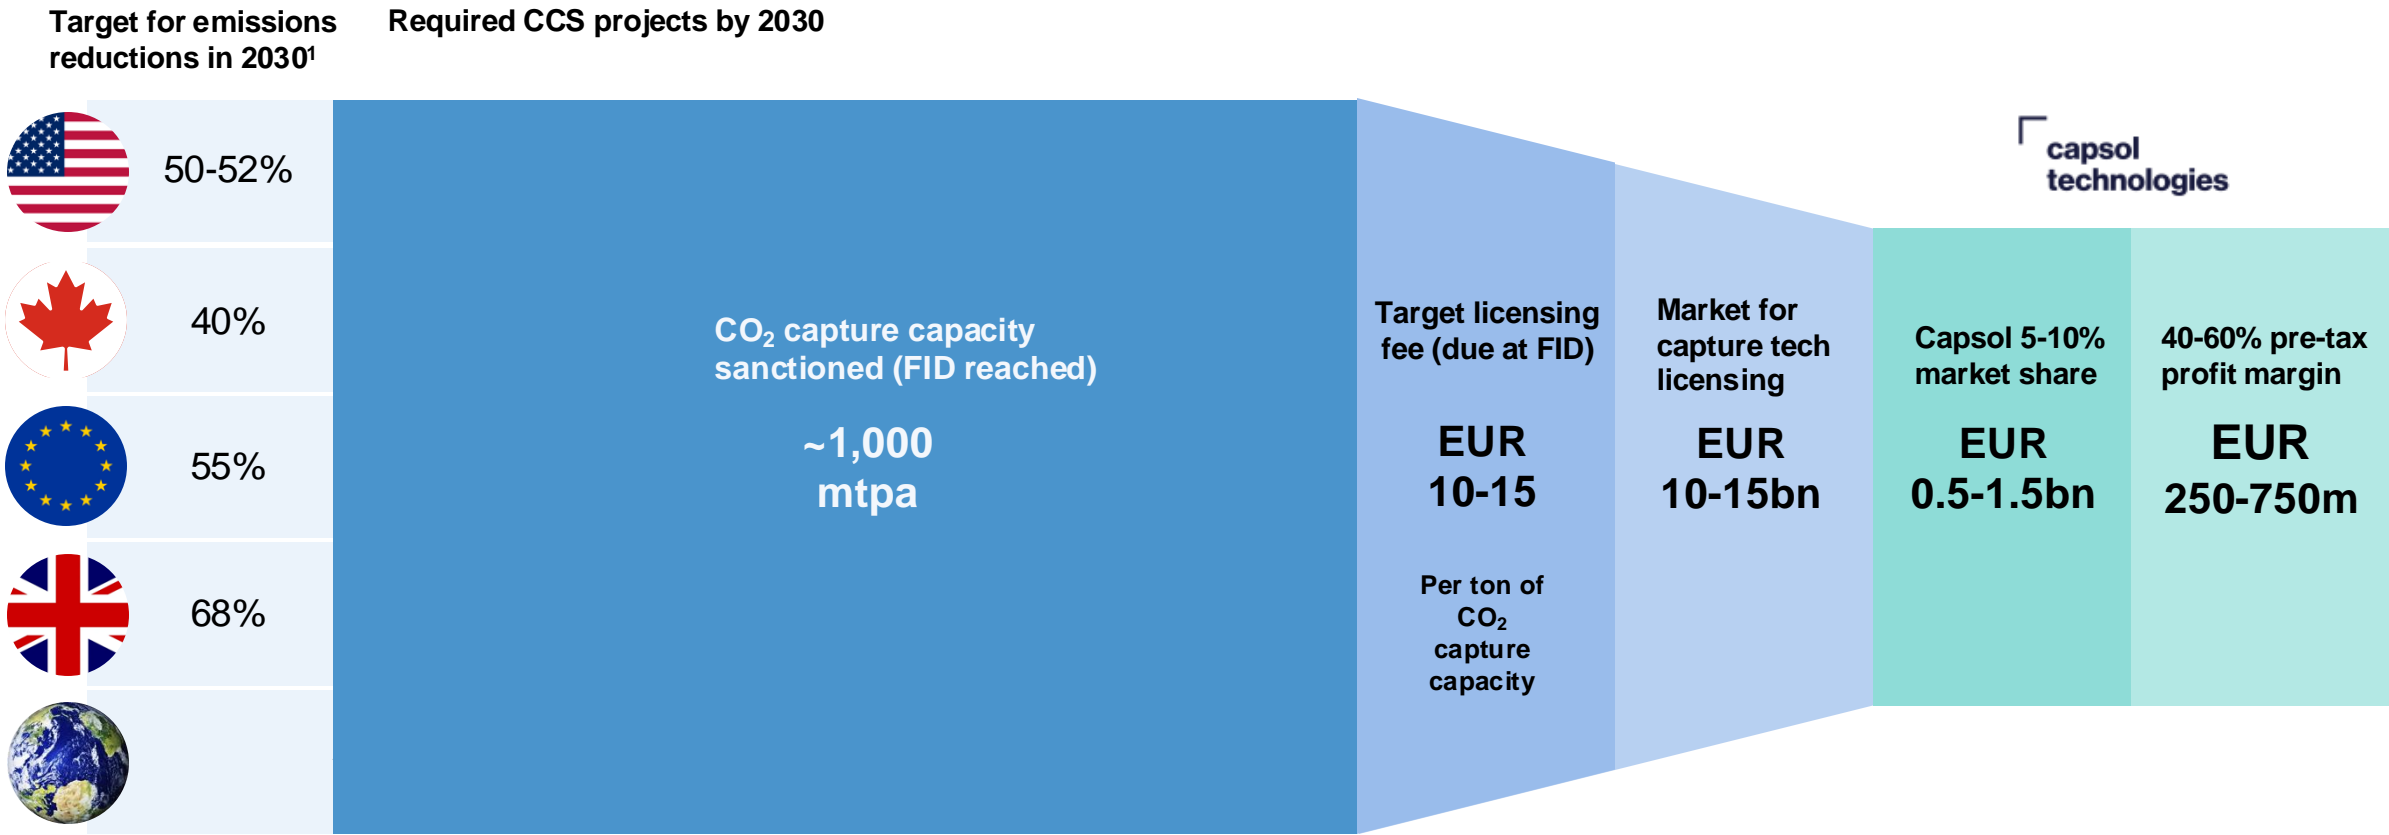 Target for emissions
reductions in 2030¹
Required CCS projects by 2030
50-52%
40%
55%
68%
CO₂ capture capacity
sanctioned (FID reached)
~1,000
mtpa
Target licensing
fee (due at FID)
EUR
10-15
Per ton of
CO₂
capture
capacity
Market for
capture tech
licensing
EUR
10-15bn
capsol
technologies
Capsol 5-10%
market share
EUR
0.5-1.5bn
40-60% pre-tax
profit margin
EUR
250-750m